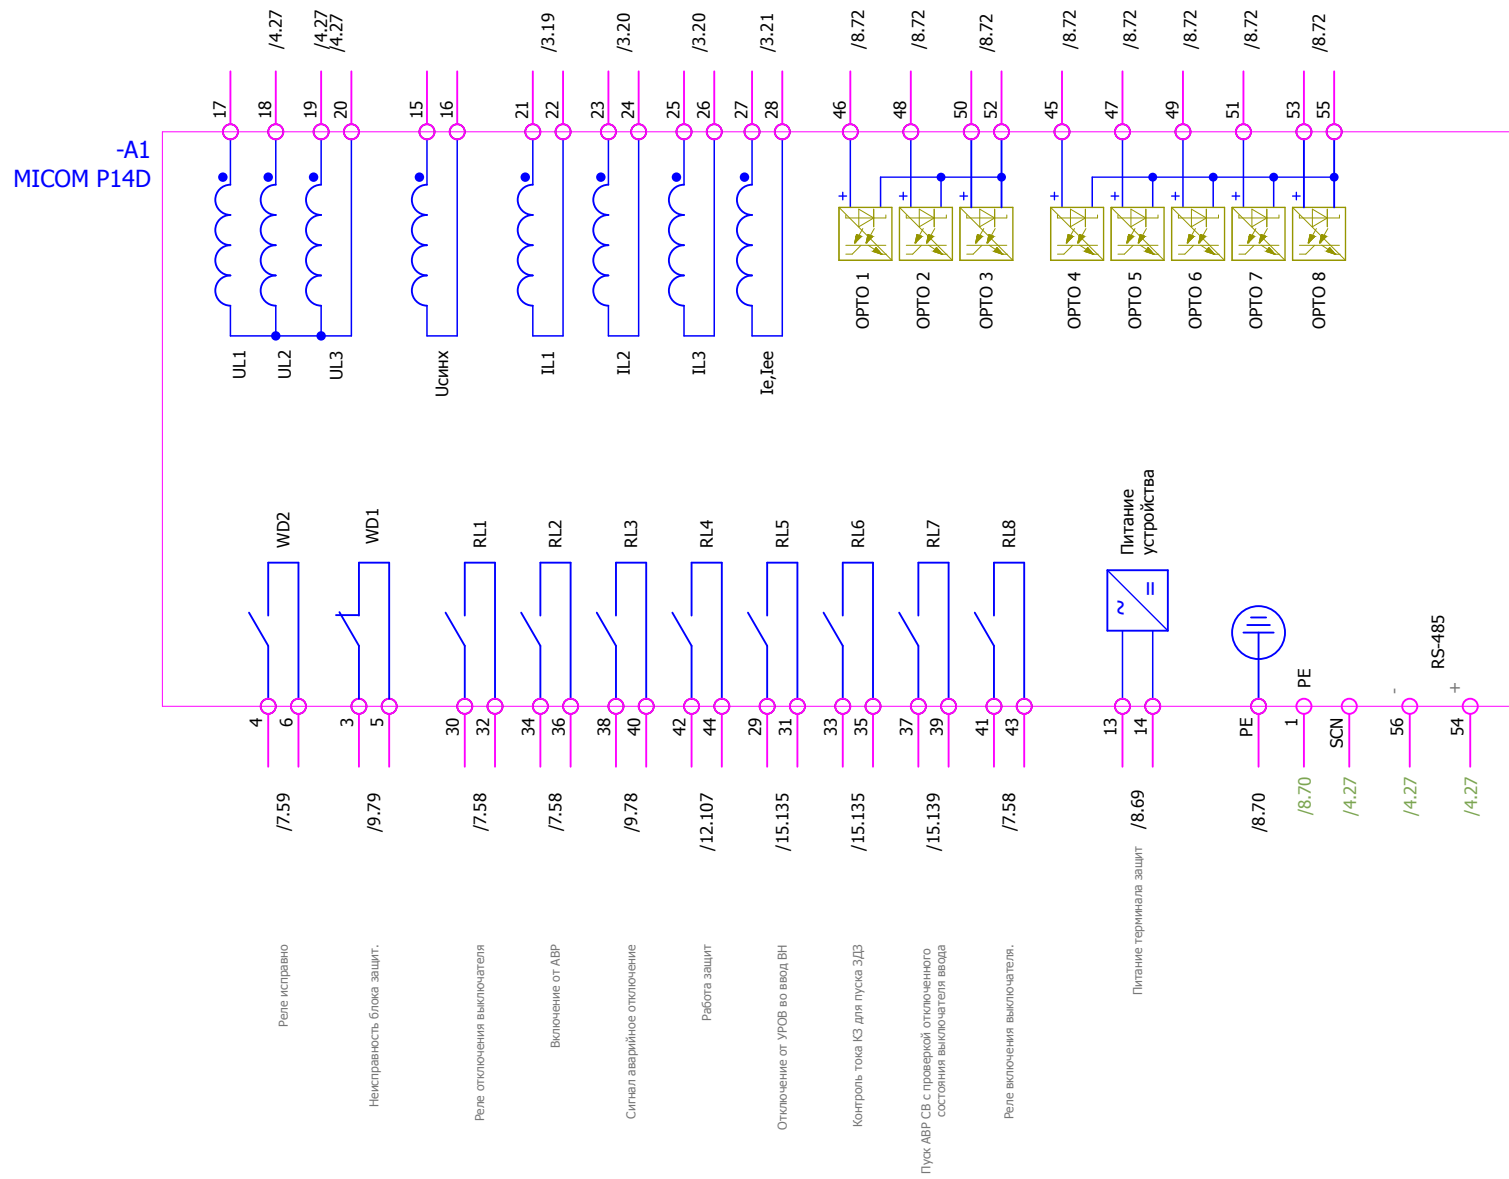 /4.27
/4.27
/4.27
/3.19
/3.20
/3.20
/3.21
/8.72
/8.72
/8.72
/8.72
/8.72
/8.72
/8.72
/8.72
17
18
19
20
15
16
21
22
23
24
25
26
27
28
46
48
50
52
45
47
49
51
53
55
-A1
MICOM P14D
+
+
+
+
+
+
+
+
UL1
UL2
UL3
Uсинх
IL1
IL2
IL3
Ie,Iee
OPTO 1
OPTO 2
OPTO 3
OPTO 4
OPTO 5
OPTO 6
OPTO 7
OPTO 8
WD2
WD1
RL1
RL2
RL3
RL4
RL5
RL6
RL7
RL8
Питание
устройства
~
=
PE
RS-485
-
+
4
6
3
5
30
32
34
36
38
40
42
44
29
31
33
35
37
39
41
43
13
14
PE
1
SCN
56
54
/7.59
/9.79
/7.58
/7.58
/9.78
/12.107
/15.135
/15.135
/15.139
/7.58
/8.69
/8.70
/8.70
/4.27
/4.27
/4.27
Реле исправно
Неисправность блока защит.
Реле отключения выключателя
Включение от АВР
Сигнал аварийное отключение
Работа защит
Отключение от УРОВ во ввод ВН
Контроль тока КЗ для пуска ЗДЗ
Пуск АВР СВ с проверкой отключенного
состояния выключателя ввода
Реле включения выключателя.
Питание терминала защит